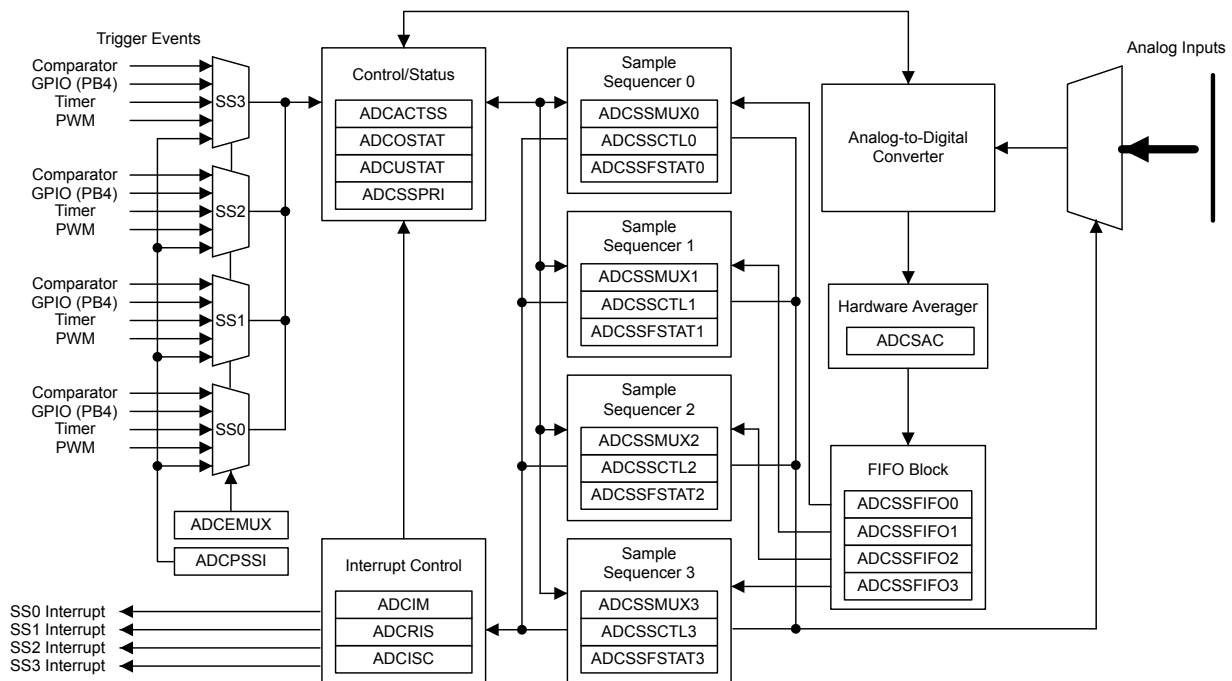 Trigger Events
Comparator
GPIO (PB4)
Timer
PWM
SS3
Comparator
GPIO (PB4)
Timer
PWM
SS2
Comparator
GPIO (PB4)
Timer
PWM
SS1
Comparator
GPIO (PB4)
Timer
PWM
SS0
ADCEMUX
ADCPSSI
Control/Status
ADCACTSS
ADCOSTAT
ADCUSTAT
ADCSSPRI
Interrupt Control
ADCIM
ADCRIS
ADCISC
SS0 Interrupt
SS1 Interrupt
SS2 Interrupt
SS3 Interrupt
Sample
Sequencer 0
ADCSSMUX0
ADCSSCTL0
ADCSSFSTAT0
Sample
Sequencer 1
ADCSSMUX1
ADCSSCTL1
ADCSSFSTAT1
Sample
Sequencer 2
ADCSSMUX2
ADCSSCTL2
ADCSSFSTAT2
Sample
Sequencer 3
ADCSSMUX3
ADCSSCTL3
ADCSSFSTAT3
Analog-to-Digital
Converter
Analog Inputs
Hardware Averager
ADCSAC
FIFO Block
ADCSSFIFO0
ADCSSFIFO1
ADCSSFIFO2
ADCSSFIFO3